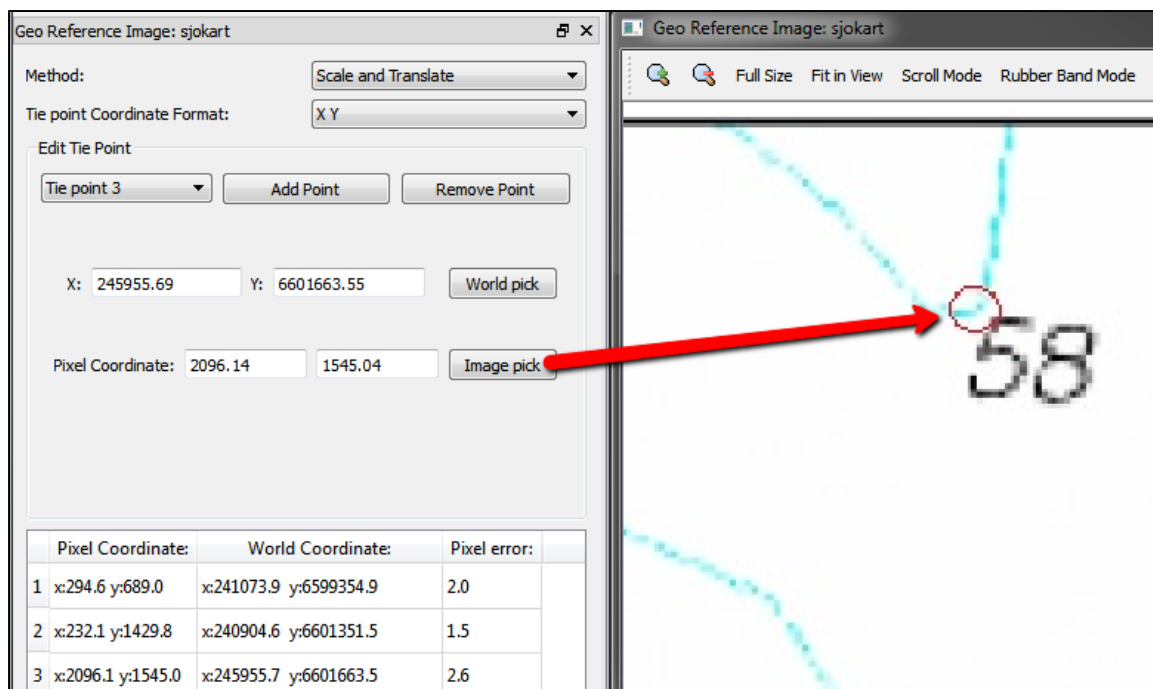 Geo Reference Image: sjokart
Method: Scale and Translate
Tie point Coordinate Format: X Y
Edit Tie Point
Tie point 3 Add Point Remove Point
X: 245955.69 Y: 6601663.55 World pick
Pixel Coordinate: 2096.14 1545.04 Image pick
Pixel Coordinate: World Coordinate: Pixel error:
1 x:294.6 y:689.0 x:241073.9 y:6599354.9 2.0
2 x:232.1 y:1429.8 x:240904.6 y:6601351.5 1.5
3 x:2096.1 y:1545.0 x:245955.7 y:6601663.5 2.6
Geo Reference Image: sjokart
Full Size Fit in View Scroll Mode Rubber Band Mode
58